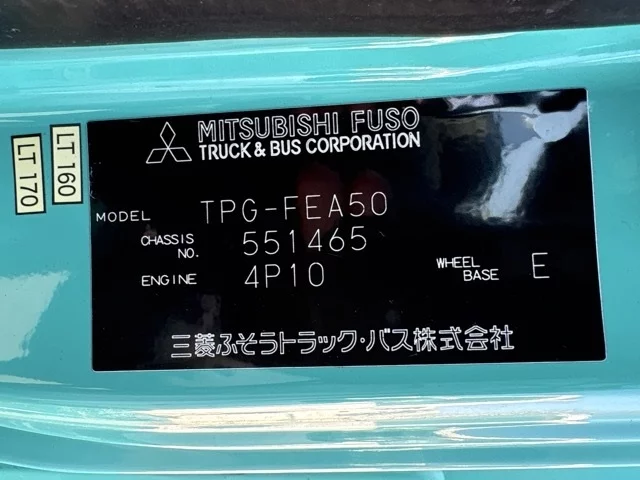 LT 160
LT 170
MITSUBISHI FUSO
TRUCK & BUS CORPORATION
MODEL TPG-FEA50
CHASSIS NO. 551465
ENGINE 4P10
WHEEL BASE E
三菱ふそうトラック・バス株式会社